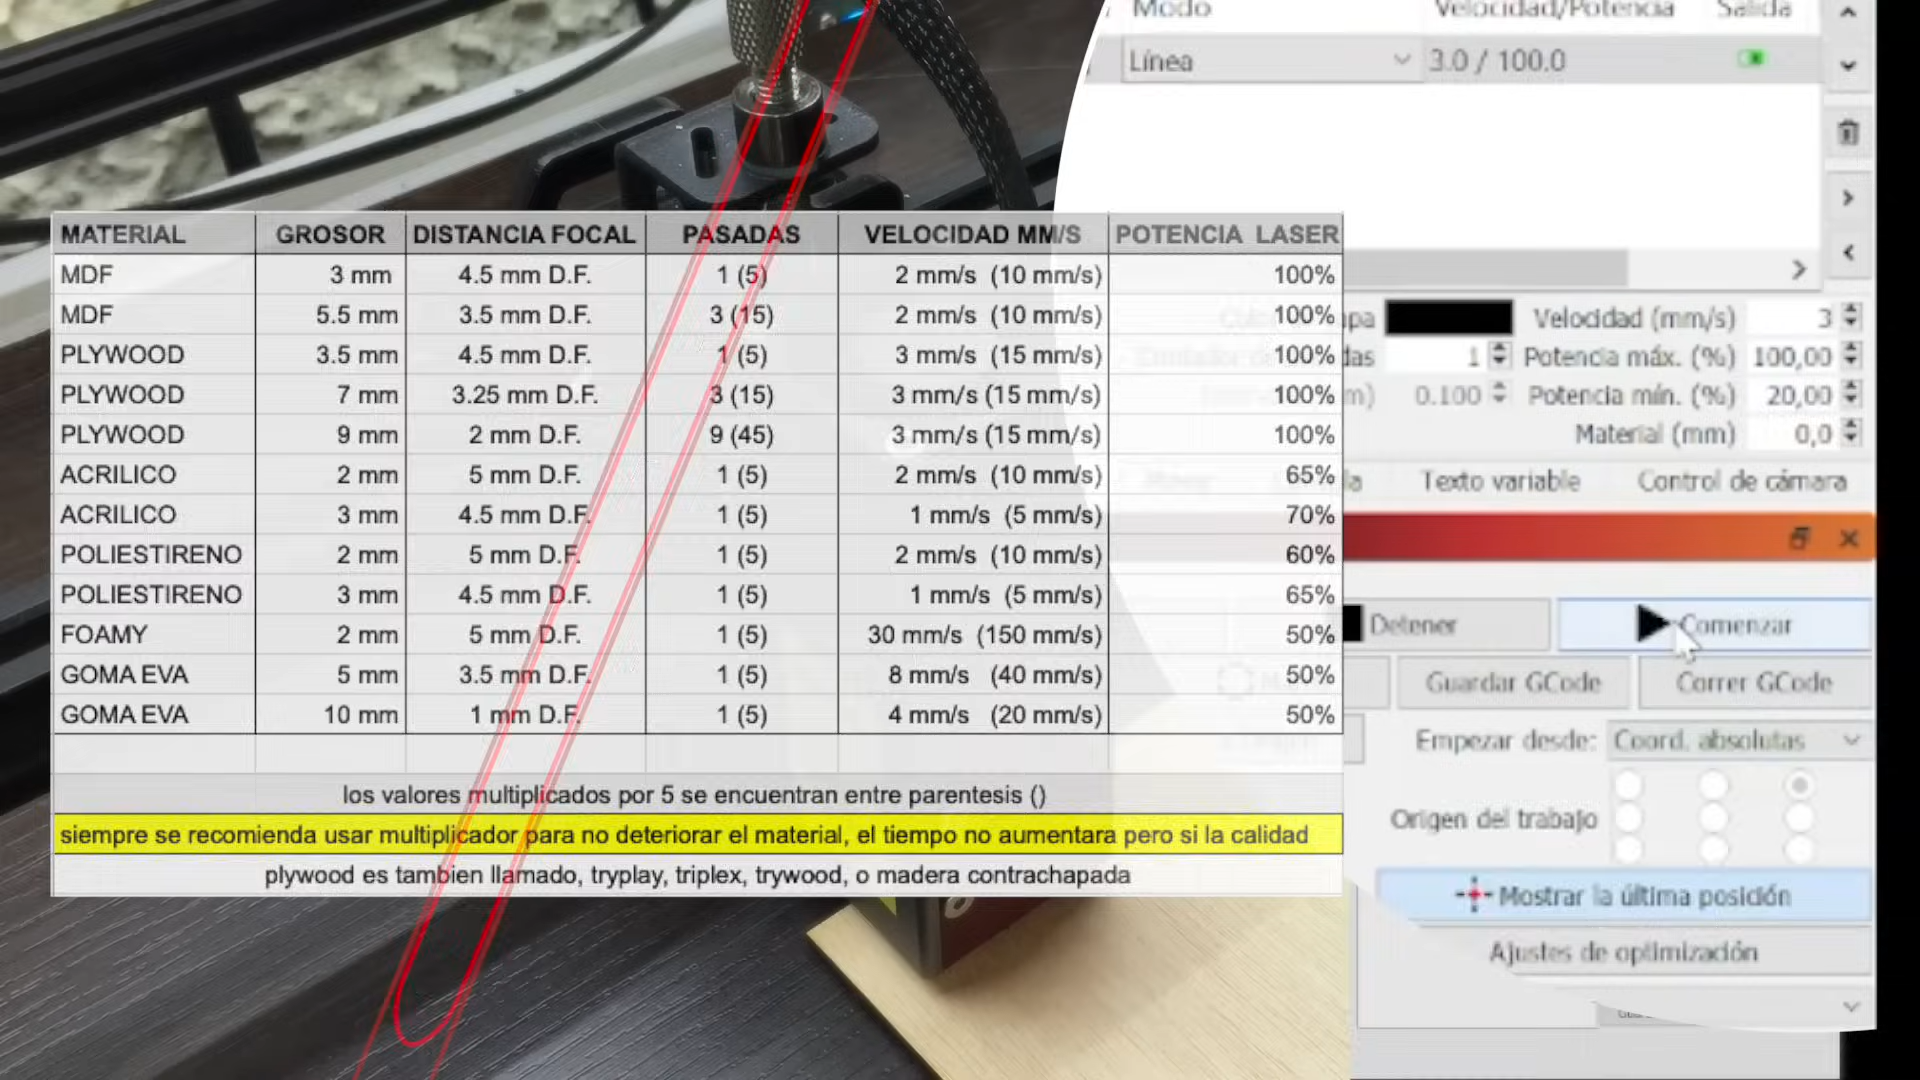 MATERIAL GROSOR DISTANCIA FOCAL PASADAS VELOCIDAD MM/S POTENCIA LASER
MDF 3 mm 4.5 mm D.F. 1 (5) 2 mm/s (10 mm/s) 100%
MDF 5.5 mm 3.5 mm D.F. 3 (15) 2 mm/s (10 mm/s) 100%
PLYWOOD 3.5 mm 4.5 mm D.F. 1 (5) 3 mm/s (15 mm/s) 100%
PLYWOOD 7 mm 3.25 mm D.F. 3 (15) 3 mm/s (15 mm/s) 100%
PLYWOOD 9 mm 2 mm D.F. 9 (45) 3 mm/s (15 mm/s) 100%
ACRILICO 2 mm 5 mm D.F. 1 (5) 2 mm/s (10 mm/s) 65%
ACRILICO 3 mm 4.5 mm D.F. 1 (5) 1 mm/s (5 mm/s) 70%
POLIESTIRENO 2 mm 5 mm D.F. 1 (5) 2 mm/s (10 mm/s) 60%
POLIESTIRENO 3 mm 4.5 mm D.F. 1 (5) 1 mm/s (5 mm/s) 65%
FOAMY 2 mm 5 mm D.F. 1 (5) 30 mm/s (150 mm/s) 50%
GOMA EVA 5 mm 3.5 mm D.F. 1 (5) 8 mm/s (40 mm/s) 50%
GOMA EVA 10 mm 1 mm D.F. 1 (5) 4 mm/s (20 mm/s) 50%
los valores multiplicados por 5 se encuentran entre parentesis ()
siempre se recomienda usar multiplicador para no deteriorar el material, el tiempo no aumentara pero si la calidad
plywood es tambien llamado, tryplay, triplex, trywood, o madera contrachapada
Modo Velocidad/Potencia Salida
Línea 3.0 / 100.0
Velocidad (mm/s) 3
1 Potencia máx. (%) 100,00
0.100 Potencia mín. (%) 20,00
Material (mm) 0,0
Texto variable Control de cámara
Detener Comenzar
Guardar GCode Correr GCode
Empezar desde: Coord. absolutas
Origen del trabajo
Mostrar la última posición
Ajustes de optimización